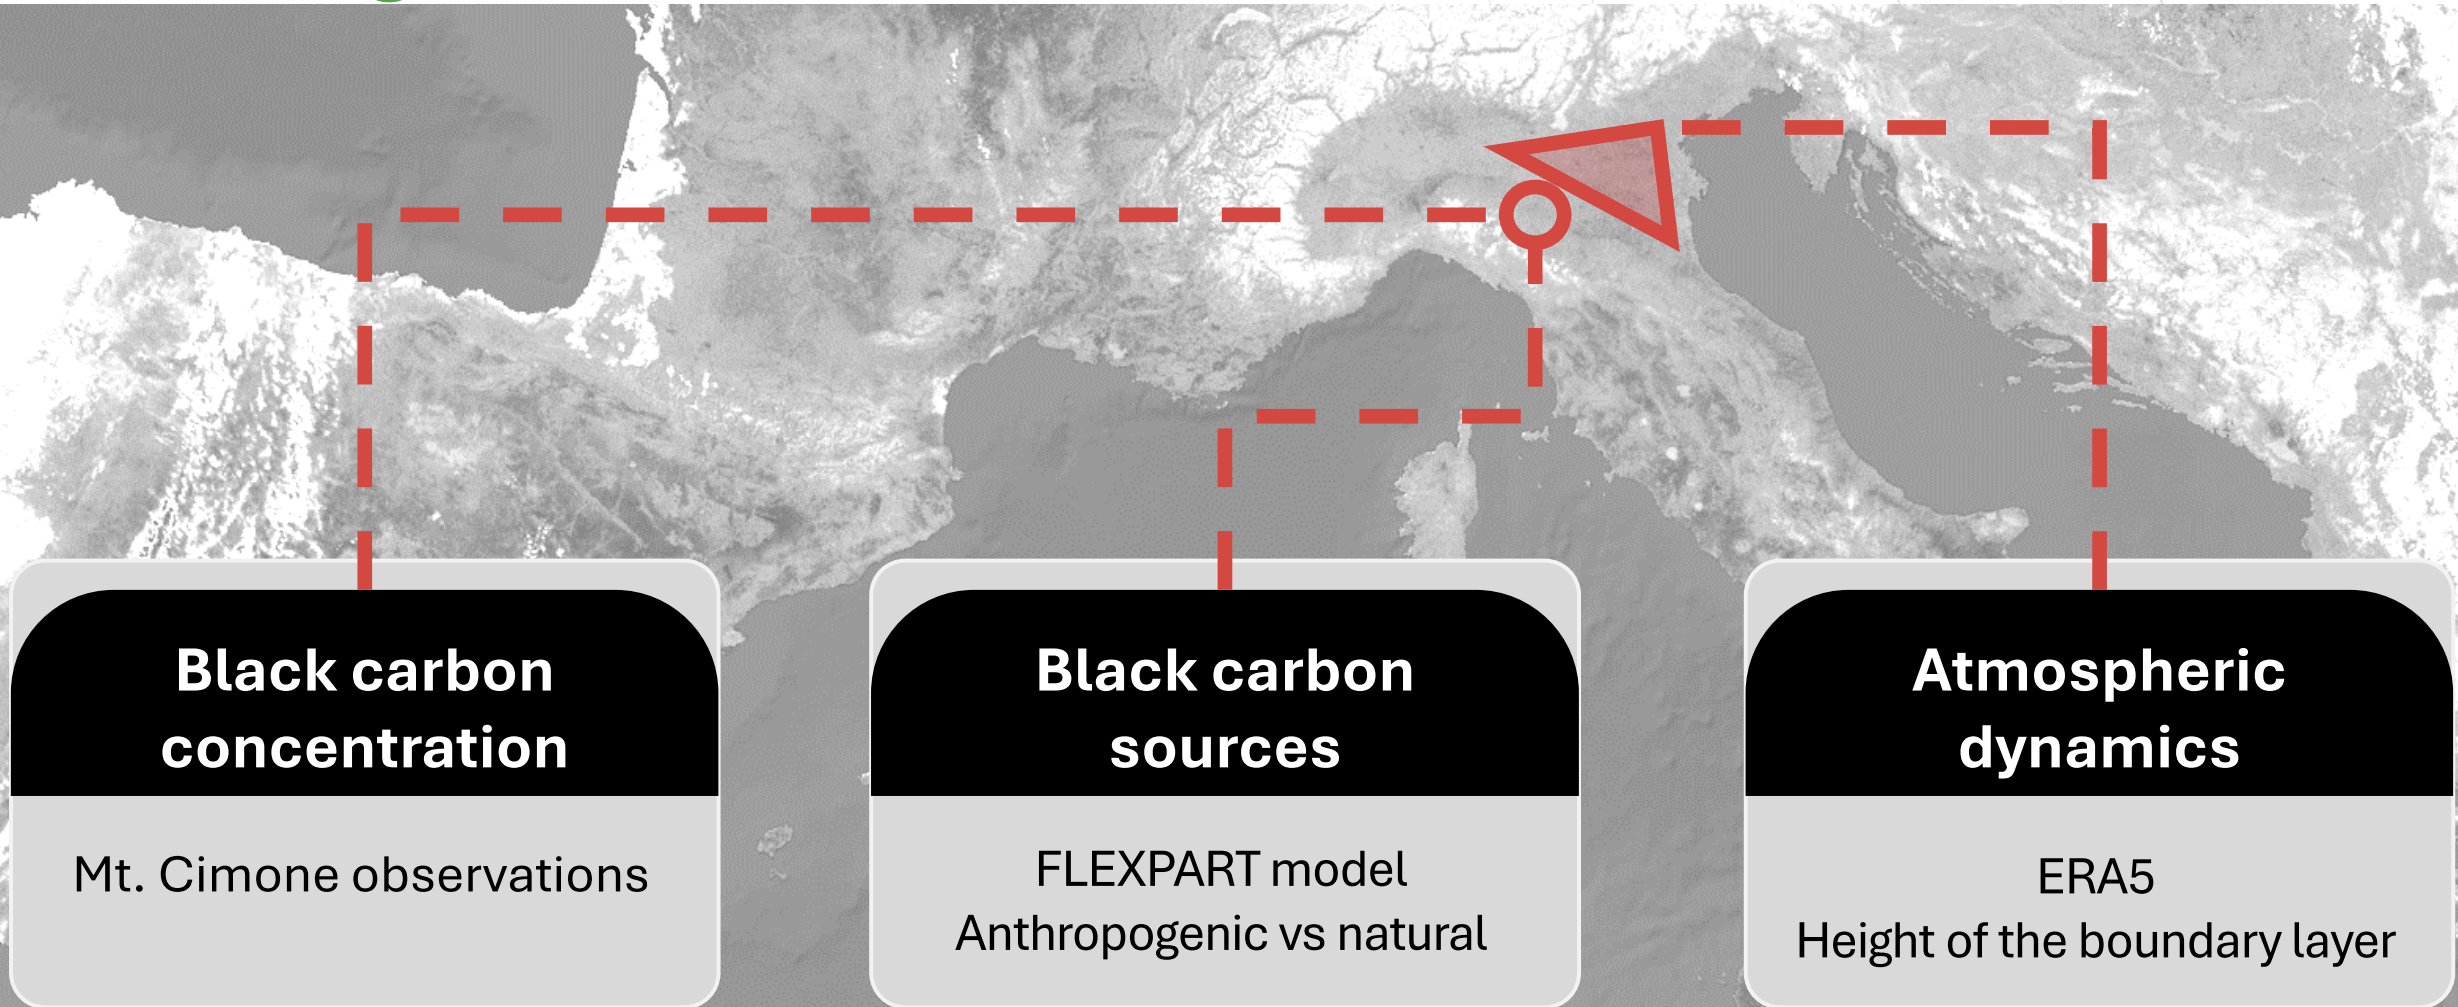 Black carbon
concentration
Mt. Cimone observations
Black carbon
sources
FLEXPART model
Anthropogenic vs natural
Atmospheric
dynamics
ERA5
Height of the boundary layer